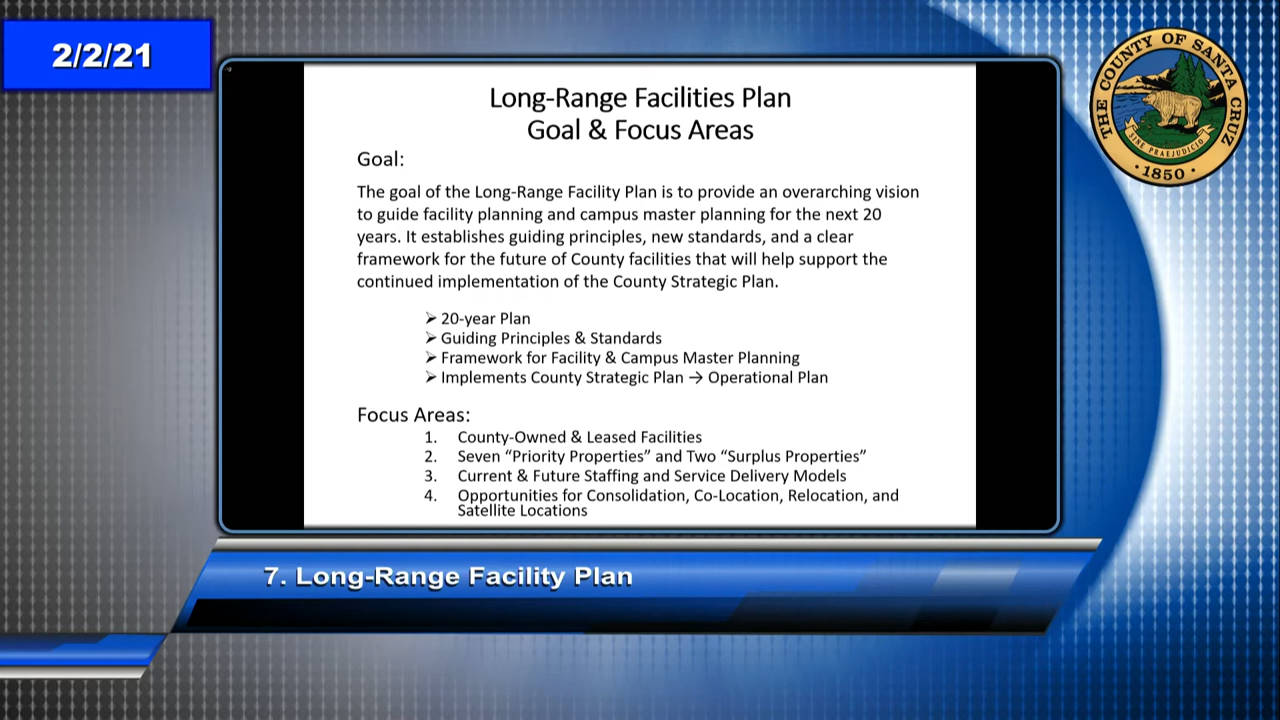 2/2/21
THE COUNTY OF SANTA CRUZ
SINE PRAEJUDICIO
• 1850 •
Long-Range Facilities Plan
Goal & Focus Areas
Goal:
The goal of the Long-Range Facility Plan is to provide an overarching vision
to guide facility planning and campus master planning for the next 20
years. It establishes guiding principles, new standards, and a clear
framework for the future of County facilities that will help support the
continued implementation of the County Strategic Plan.
➢ 20-year Plan
➢ Guiding Principles & Standards
➢ Framework for Facility & Campus Master Planning
➢ Implements County Strategic Plan → Operational Plan
Focus Areas:
1. County-Owned & Leased Facilities
2. Seven “Priority Properties” and Two “Surplus Properties”
3. Current & Future Staffing and Service Delivery Models
4. Opportunities for Consolidation, Co-Location, Relocation, and
Satellite Locations
7. Long-Range Facility Plan